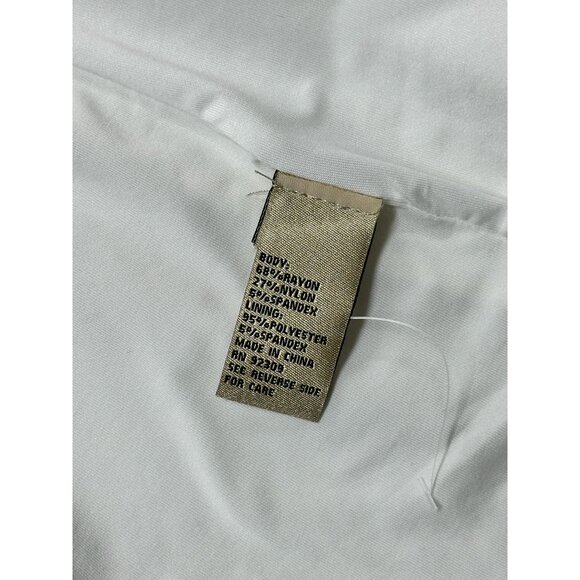 BODY:
68%RAYON
27%NYLON
5%SPANDEX
LINING:
95%POLYESTER
5%SPANDEX
MADE IN CHINA
RN 92309
SEE REVERSE SIDE
FOR CARE